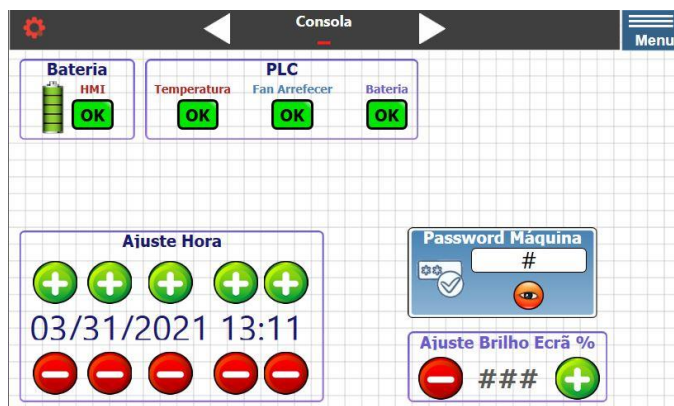 Consola
Menu
Bateria
HMI
OK
PLC
Temperatura
OK
Fan Arrefecer
OK
Bateria
OK
Ajuste Hora
03/31/2021 13:11
Password Máquina
#
Ajuste Brilho Ecrã %
###